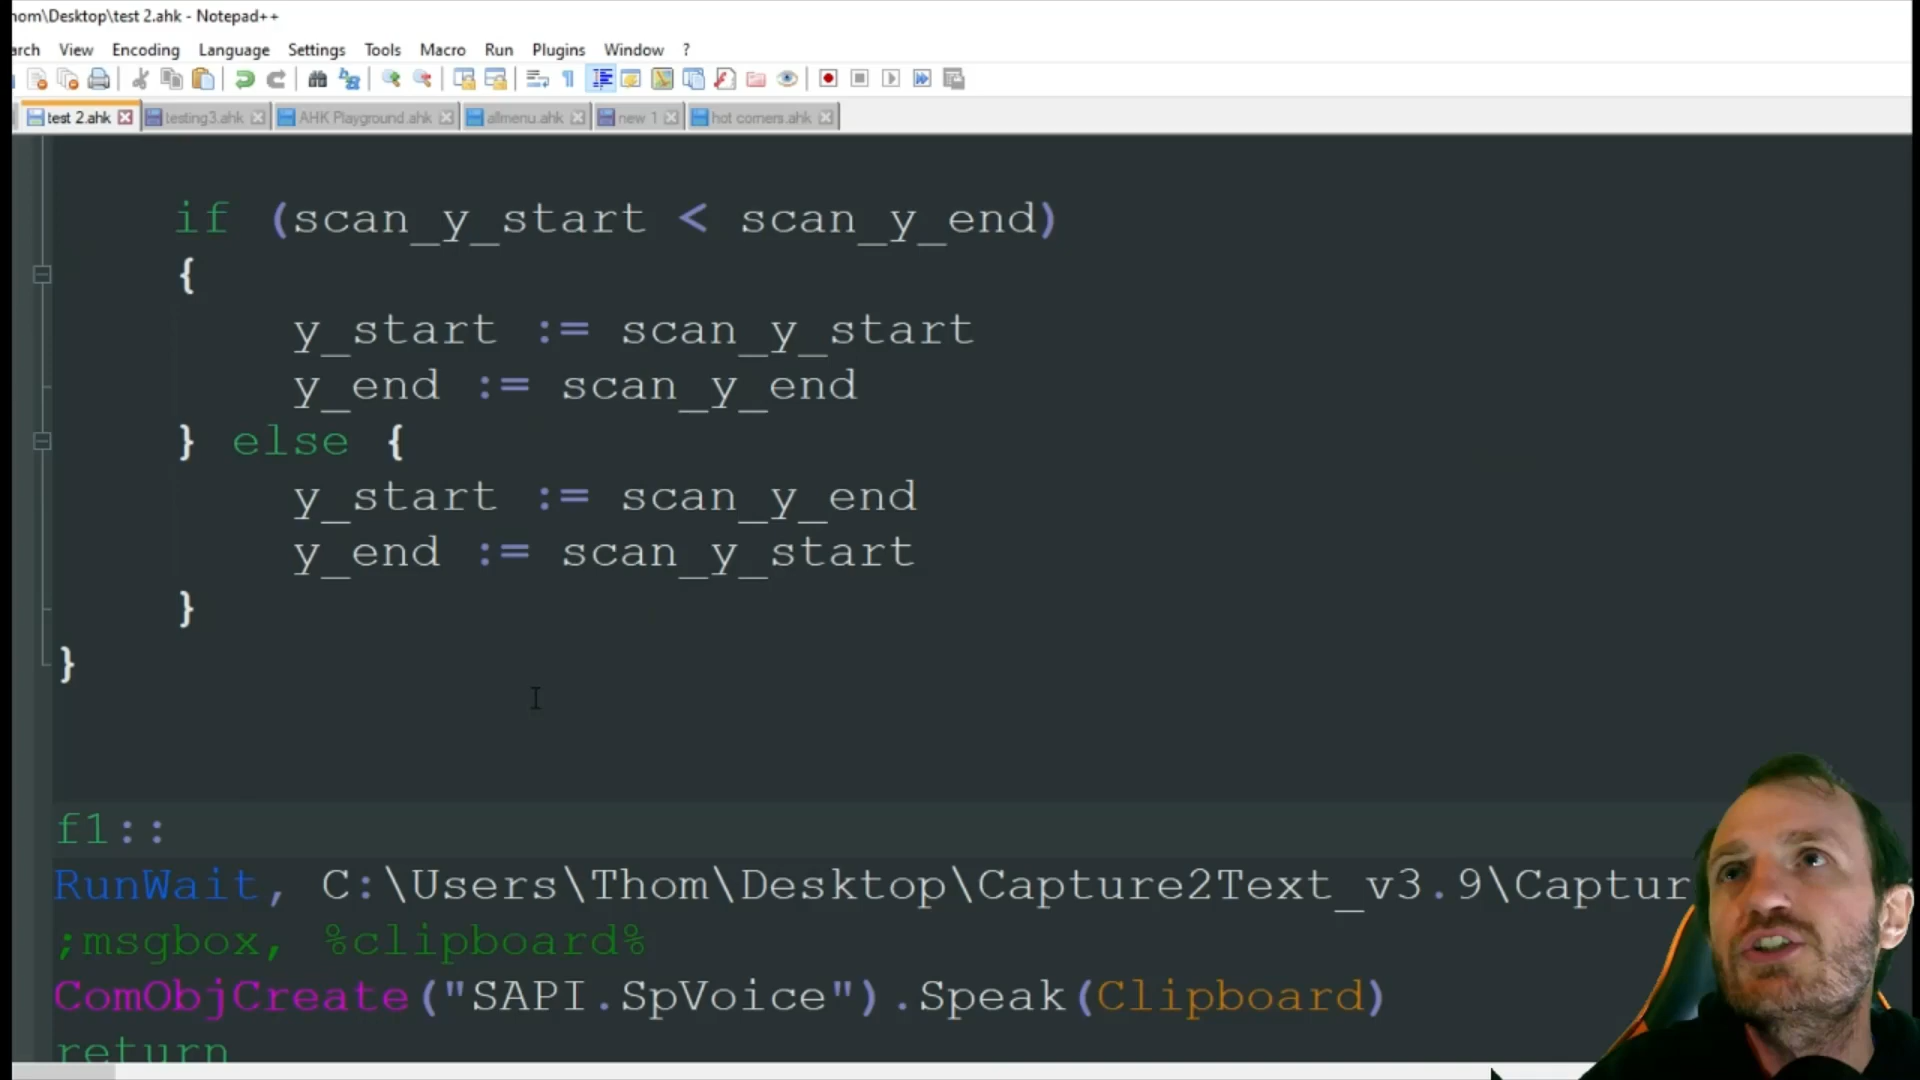 hom\Desktop\test 2.ahk - Notepad++
arch View Encoding Language Settings Tools Macro Run Plugins Window ?
test 2.ahk testing3.ahk AHK Playground.ahk allmenu.ahk new 1 hot corners.ahk
if (scan_y_start < scan_y_end)
{
y_start := scan_y_start
y_end := scan_y_end
} else {
y_start := scan_y_end
y_end := scan_y_start
}
}
f1::
RunWait, C:\Users\Thom\Desktop\Capture2Text_v3.9\Captur
;msgbox, %clipboard%
ComObjCreate("SAPI.SpVoice").Speak(Clipboard)
return